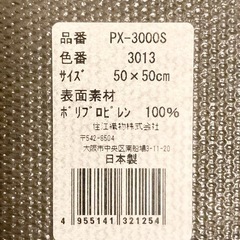 品番 PX-3000S
色番 3013
サイズ 50×50cm
表面素材
ポリプロピレン 100%
住江織物株式会社
〒542-8504
大阪市中央区南船場3-11-20
日本製
4 955141 321254